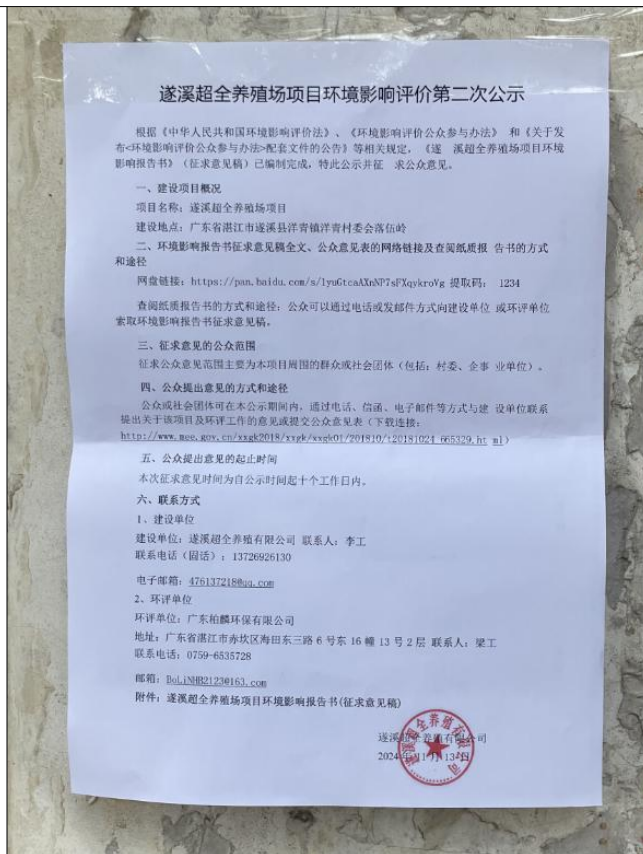 遂溪超全养殖场项目环境影响评价第二次公示
根据《中华人民共和国环境影响评价法》、《环境影响评价公众参与办法》 和《关于发
布<环境影响评价公众参与办法>配套文件的公告》等相关规定，《遂 溪超全养殖场项目环境
影响报告书》（征求意见稿）已编制完成，特此公示并征 求公众意见。
一、建设项目概况
项目名称：遂溪超全养殖场项目
建设地点：广东省湛江市遂溪县洋青镇洋青村委会落伍岭
二、环境影响报告书征求意见稿全文、公众意见表的网络链接及查阅纸质报 告书的方式
和途径
网盘链接：https://pan.baidu.com/s/1yuGtcaAXnNP7sFXqykroVg 提取码： 1234
查阅纸质报告书的方式和途径：公众可以通过电话或发邮件方式向建设单位 或环评单位
索取环境影响报告书征求意见稿。
三、征求意见的公众范围
征求公众意见范围主要为本项目周围的群众或社会团体（包括：村委、企事 业单位）。
四、公众提出意见的方式和途径
公众或社会团体可在本公示期间内，通过电话、信函、电子邮件等方式与建 设单位联系
提出关于该项目及环评工作的意见或提交公众意见表（下载连接：
http://www.mee.gov.cn/xxgk2018/xxgk/xxgk01/201810/t20181024_665329.ht ml）
五、公众提出意见的起止时间
本次征求意见时间为自公示时间起十个工作日内。
六、联系方式
1、建设单位
建设单位：遂溪超全养殖有限公司 联系人：李工
联系电话（固话）：13726926130
电子邮箱：476137218@qq.com
2、环评单位
环评单位：广东柏麟环保有限公司
地址：广东省湛江市赤坎区海田东三路 6 号东 16 幢 13 号 2 层 联系人：梁工
联系电话：0759-6535728
邮箱：BoLiNHB2123@163.com
附件：遂溪超全养殖场项目环境影响报告书(征求意见稿)
遂溪超全养殖有限公司
2024 年 11 月 13 日
遂溪超全养殖有限公司